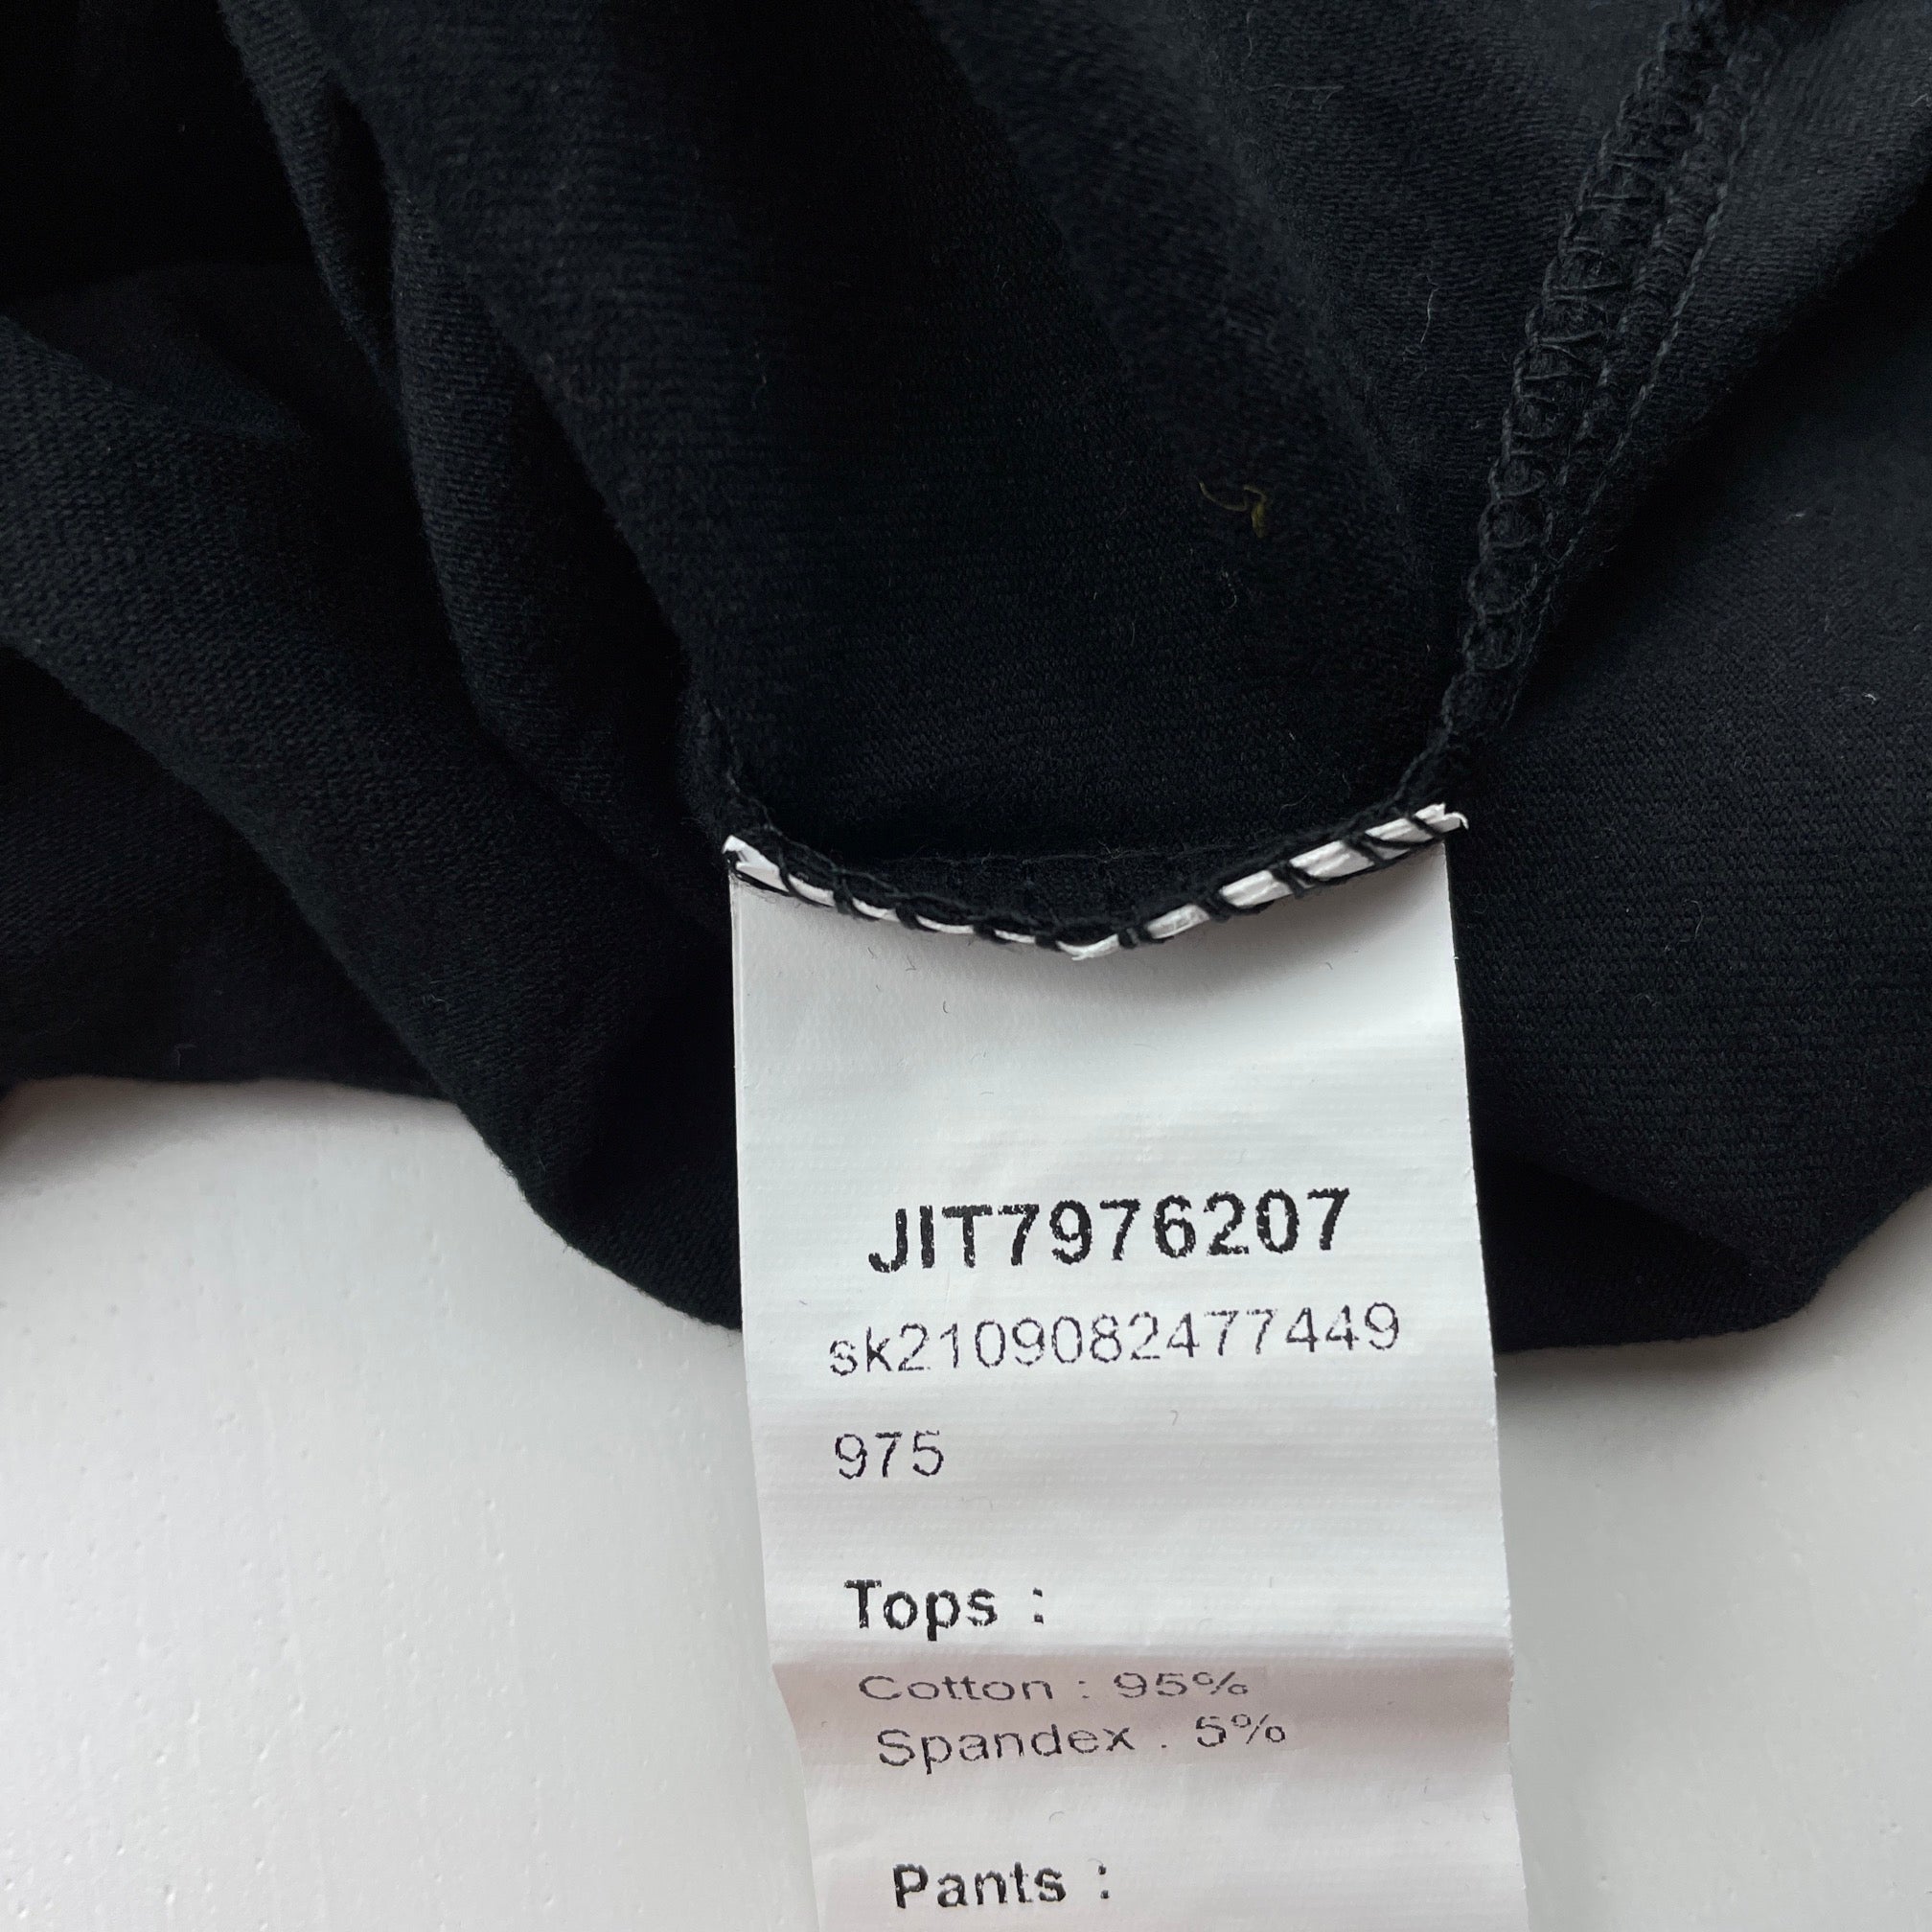 JIT7976207
sk2109082477449
975
Tops :
Cotton : 95%
Spandex : 5%
Pants :